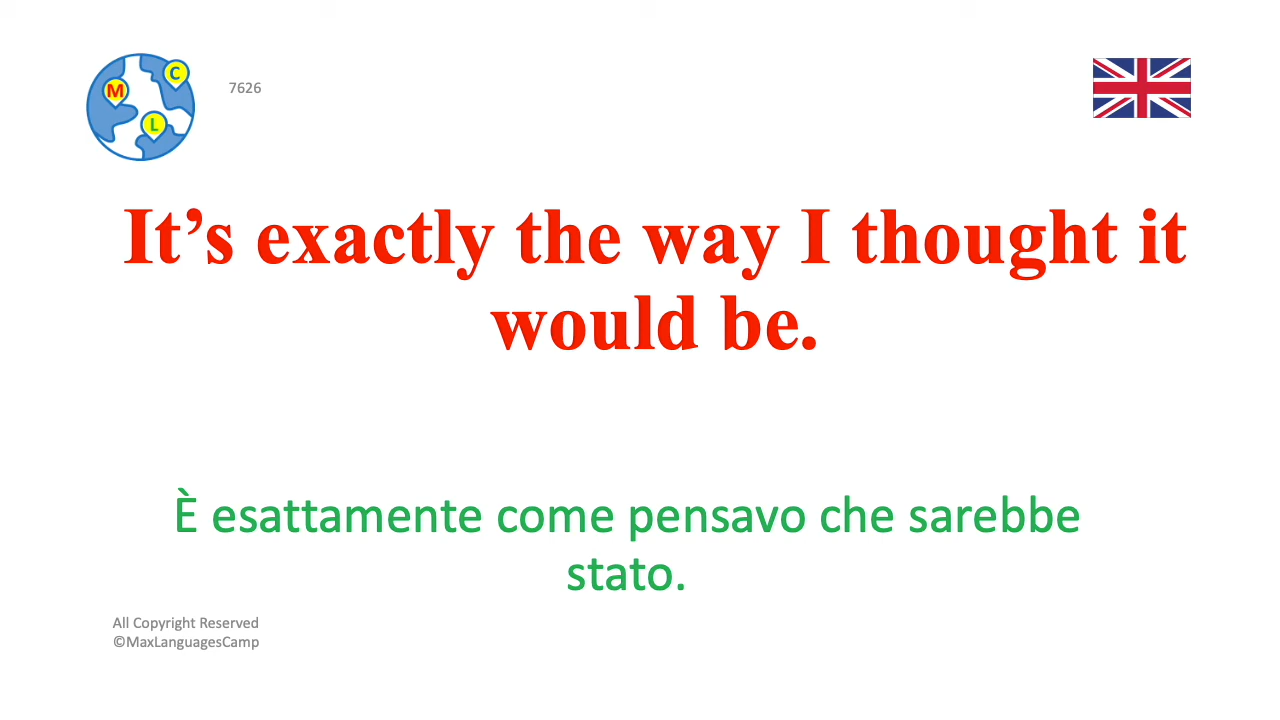 M
C
L
7626
It’s exactly the way I thought it
would be.
È esattamente come pensavo che sarebbe
stato.
All Copyright Reserved
©MaxLanguagesCamp